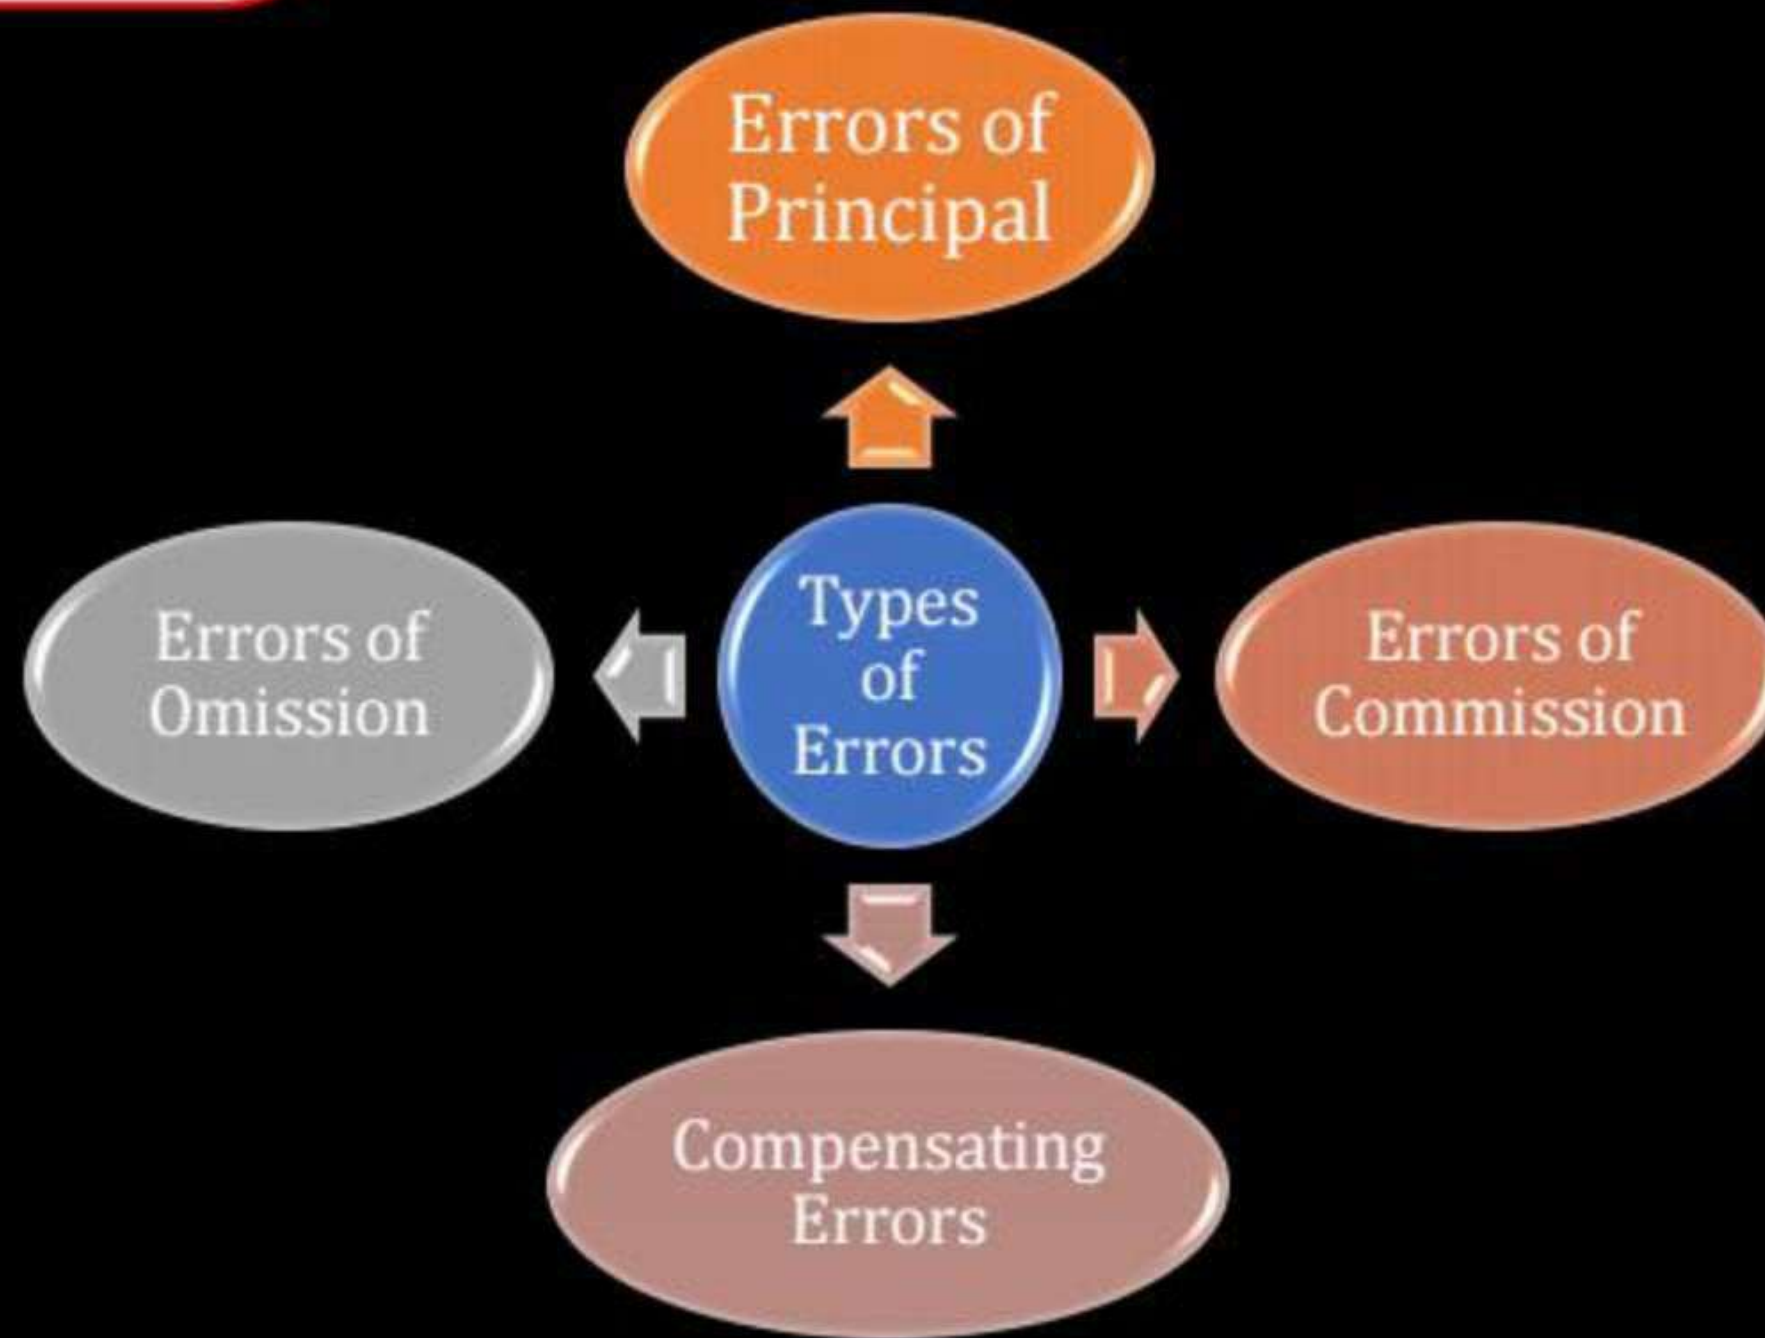 Errors of
Principal
Errors of
Omission
Types
of
Errors
Errors of
Commission
Compensating
Errors